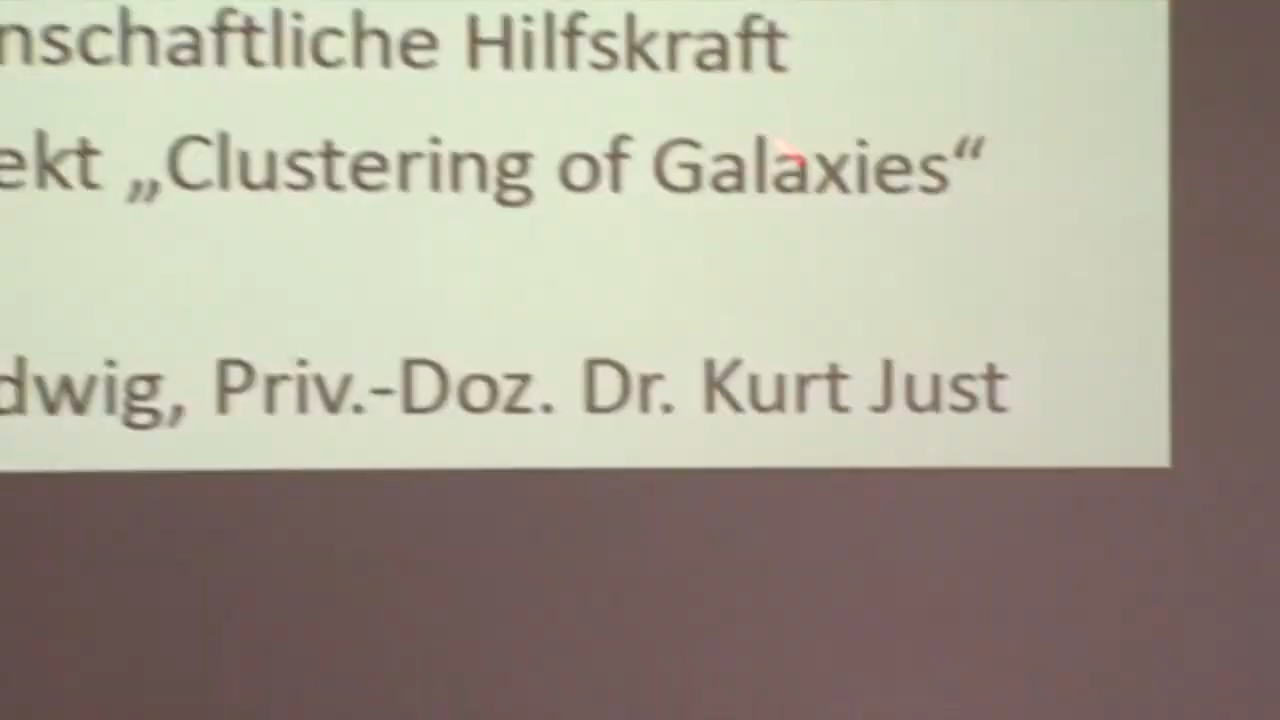 nschaftliche Hilfskraft
ekt „Clustering of Galaxies“
dwig, Priv.-Doz. Dr. Kurt Just